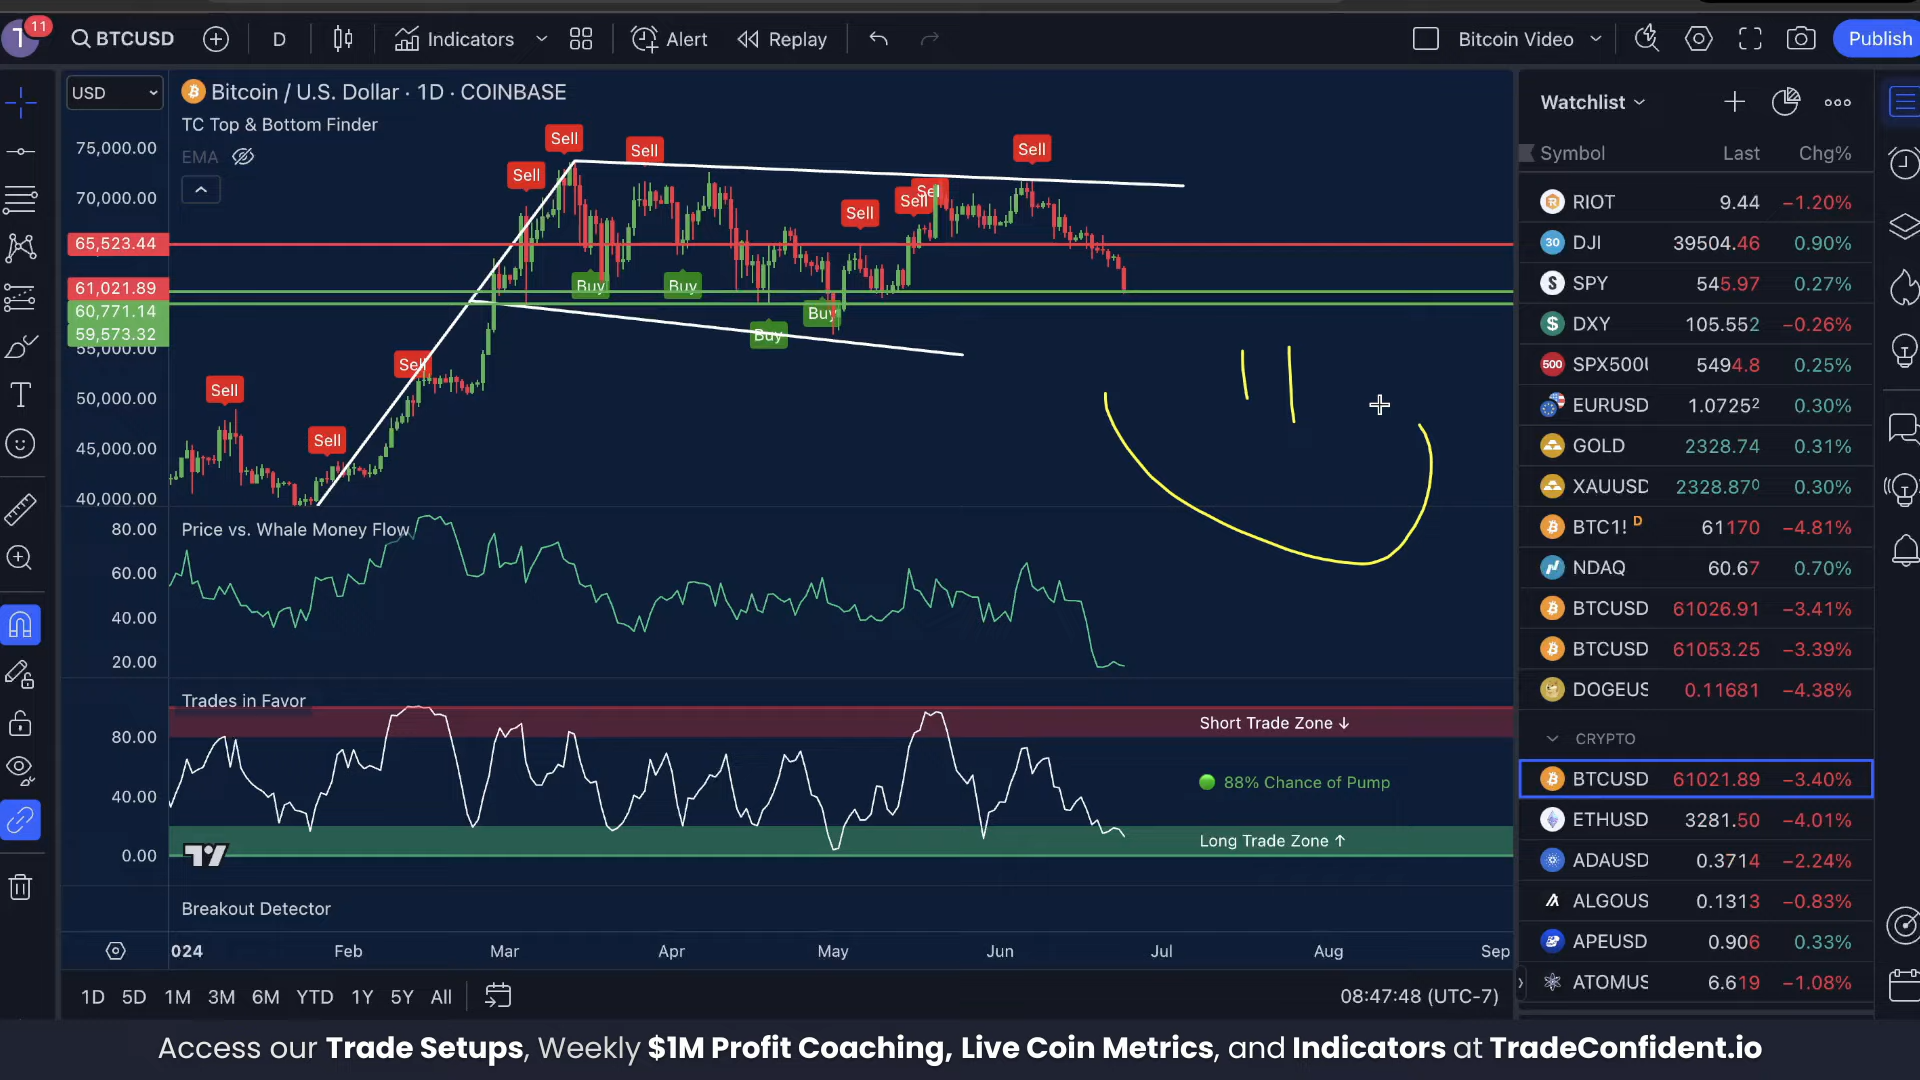 T 11 BTCUSD D Indicators Alert Replay Bitcoin Video Publish
USD
Bitcoin / U.S. Dollar · 1D · COINBASE
TC Top & Bottom Finder
EMA
75,000.00
70,000.00
65,523.44
61,021.89
60,771.14
59,573.32
55,000.00
50,000.00
45,000.00
40,000.00
Sell
Sell
Sell
Sell
Sell
Sell
Sell
Sell
Sell
Sell
Buy
Buy
Buy
Buy
Price vs. Whale Money Flow
80.00
60.00
40.00
20.00
Trades in Favor
80.00
40.00
0.00
Short Trade Zone ↓
88% Chance of Pump
Long Trade Zone ↑
Breakout Detector
024 Feb Mar Apr May Jun Jul Aug Sep
1D 5D 1M 3M 6M YTD 1Y 5Y All
08:47:48 (UTC-7)
Watchlist
Symbol Last Chg%
RIOT 9.44 −1.20%
30 DJI 39504.46 0.90%
S SPY 545.97 0.27%
$ DXY 105.552 −0.26%
500 SPX500U 5494.8 0.25%
EURUSD 1.07252 0.30%
GOLD 2328.74 0.31%
XAUUSD 2328.870 0.30%
BTC1! D 61170 −4.81%
NDAQ 60.67 0.70%
BTCUSD 61026.91 −3.41%
BTCUSD 61053.25 −3.39%
DOGEUS 0.11681 −4.38%
CRYPTO
BTCUSD 61021.89 −3.40%
ETHUSD 3281.50 −4.01%
ADAUSD 0.3714 −2.24%
ALGOUS 0.1313 −0.83%
APEUSD 0.906 0.33%
ATOMUS 6.619 −1.08%
Access our Trade Setups, Weekly $1M Profit Coaching, Live Coin Metrics, and Indicators at TradeConfident.io